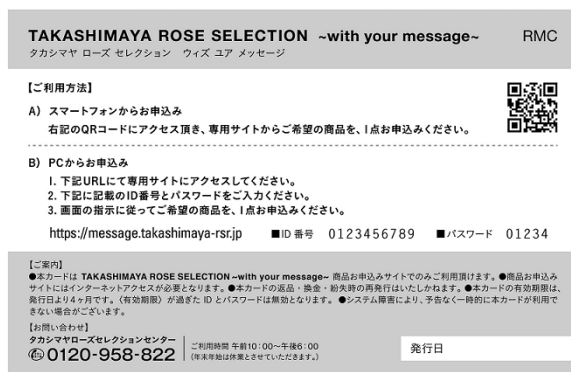 TAKASHIMAYA ROSE SELECTION ~with your message~ RMC
タカシマヤ ローズ セレクション ウィズ ユア メッセージ
【ご利用方法】
A) スマートフォンからお申込み
右記のQRコードにアクセス頂き、専用サイトからご希望の商品を、1点お申込みください。
B) PCからお申込み
1. 下記URLにて専用サイトにアクセスしてください。
2. 下記に記載のID番号とパスワードをご入力ください。
3. 画面の指示に従ってご希望の商品を、1点お申込みください。
https://message.takashimaya-rsr.jp ■ID 番号 0123456789 ■パスワード 01234
【ご案内】
●本カードは TAKASHIMAYA ROSE SELECTION ~with your message~ 商品お申込みサイトでのみご利用頂けます。●商品お申込み
サイトにはインターネットアクセスが必要となります。●本カードの返品・換金・紛失時の再発行はいたしかねます。●本カードの有効期限は、
発行日より4ヶ月です。〈有効期限〉が過ぎた ID とパスワードは無効となります。 ●システム障害により、予告なく一時的に本カードが利用で
きない場合がございます。
【お問い合わせ】
タカシマヤローズセレクションセンター
0120-958-822
ご利用時間 午前10:00~午後6:00
(年末年始は休業とさせていただきます。)
発行日